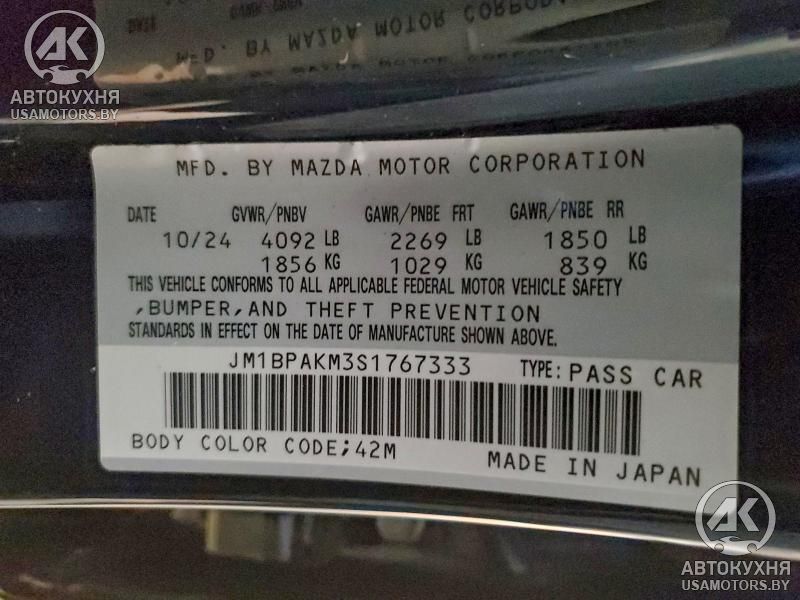 AK
АВТОКУХНЯ
USAMOTORS.BY
MFD. BY MAZDA MOTOR CORPORATION
DATE GVWR/PNBV GAWR/PNBE FRT GAWR/PNBE RR
10/24 4092 LB 2269 LB 1850 LB
1856 KG 1029 KG 839 KG
THIS VEHICLE CONFORMS TO ALL APPLICABLE FEDERAL MOTOR VEHICLE SAFETY
,BUMPER,AND THEFT PREVENTION
STANDARDS IN EFFECT ON THE DATE OF MANUFACTURE SHOWN ABOVE.
JM1BPAKM3S1767333 TYPE: PASS CAR
BODY COLOR CODE;42M MADE IN JAPAN
AK
АВТОКУХНЯ
USAMOTORS.BY